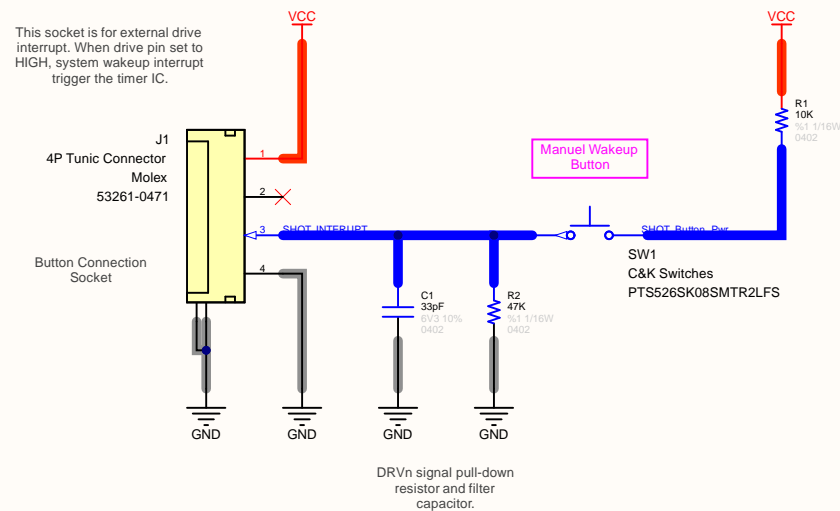 VCC
VCC
This socket is for external drive
interrupt. When drive pin set to
HIGH, system wakeup interrupt
trigger the timer IC.
R1
10K
%1 1/16W
0402
J1
4P Tunic Connector
Molex
53261-0471
1
2
3
4
Manuel Wakeup
Button
SHOT_INTERUPT
SHOT_Button_Pwr
SW1
C&K Switches
PTS526SK08SMTR2LFS
Button Connection
Socket
C1
33pF
6V3 10%
0402
R2
47K
%1 1/16W
0402
GND
GND
GND
GND
DRVn signal pull-down
resistor and filter
capacitor.